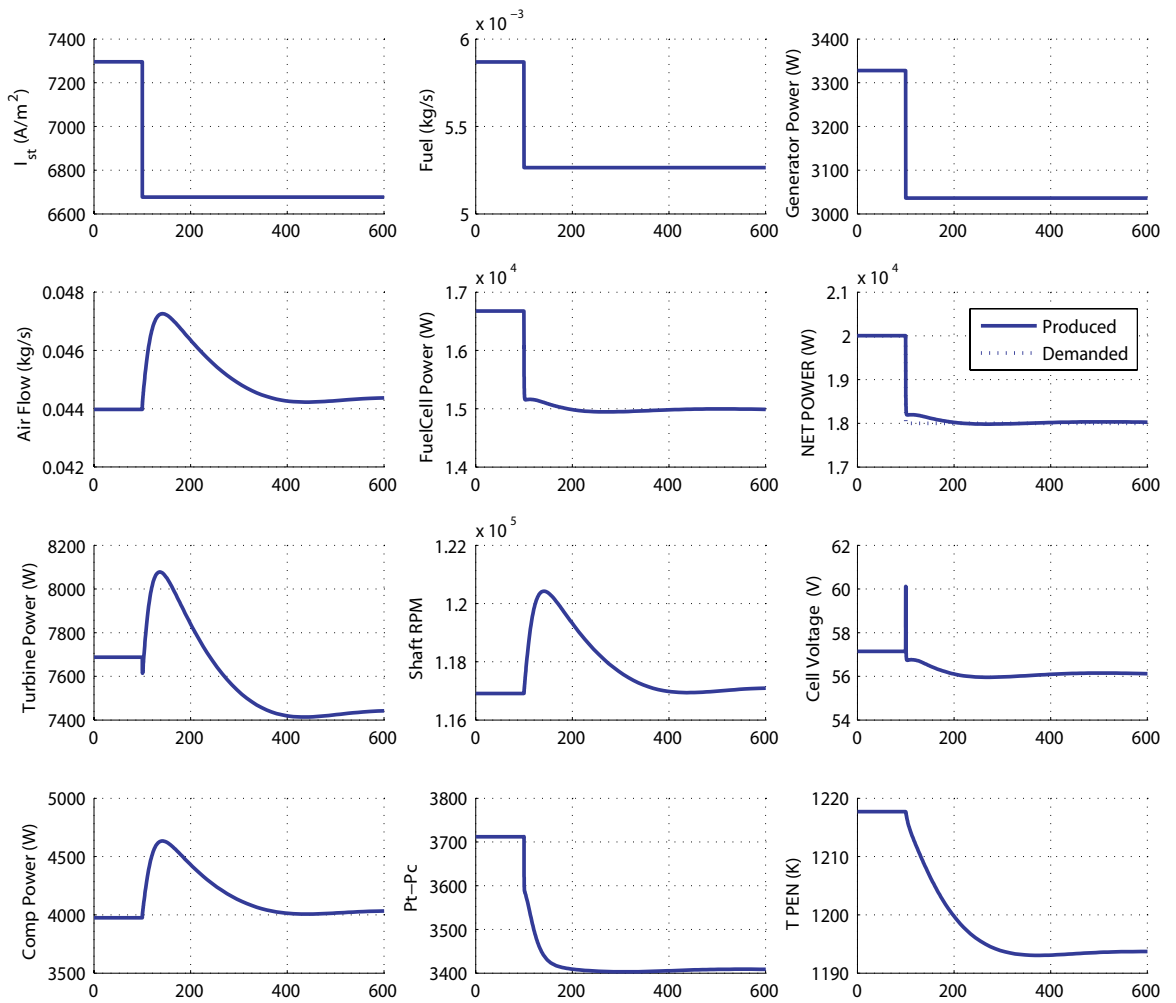 I_st (A/m^2)
7400
7200
7000
6800
6600
0 200 400 600
x 10^−3
Fuel (kg/s)
6
5.5
5
0 200 400 600
Generator Power (W)
3400
3300
3200
3100
3000
0 200 400 600
Air Flow (kg/s)
0.048
0.046
0.044
0.042
0 200 400 600
x 10^4
FuelCell Power (W)
1.7
1.6
1.5
1.4
0 200 400 600
x 10^4
NET POWER (W)
2.1
2
1.9
1.8
1.7
0 200 400 600
Produced
Demanded
Turbine Power (W)
8200
8000
7800
7600
7400
0 200 400 600
x 10^5
Shaft RPM
1.22
1.2
1.18
1.16
0 200 400 600
Cell Voltage (V)
62
60
58
56
54
0 200 400 600
Comp Power (W)
5000
4500
4000
3500
0 200 400 600
Pt−Pc
3800
3700
3600
3500
3400
0 200 400 600
T PEN (K)
1220
1210
1200
1190
0 200 400 600